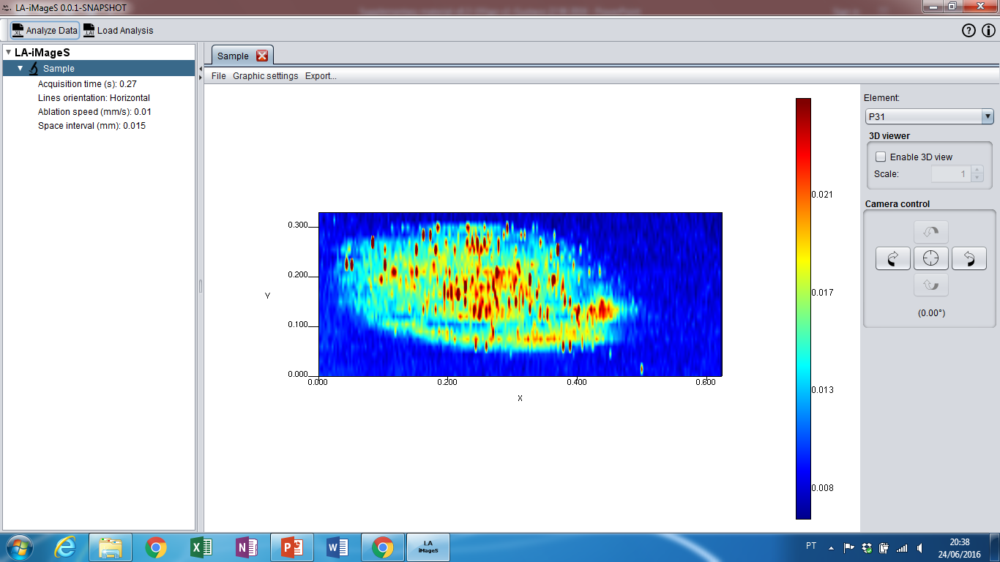 LA-iMageS 0.0.1-SNAPSHOT
Analyze Data
Load Analysis
LA-iMageS
Sample
Acquisition time (s): 0.27
Lines orientation: Horizontal
Ablation speed (mm/s): 0.01
Space interval (mm): 0.015
Sample
File Graphic settings Export...
0.300
0.200
Y
0.100
0.000
0.000 0.200 0.400 0.600
X
0.021
0.017
0.013
0.008
Element:
P31
3D viewer
Enable 3D view
Scale: 1
Camera control
(0.00°)
LA
iMageS
PT
20:38
24/06/2016